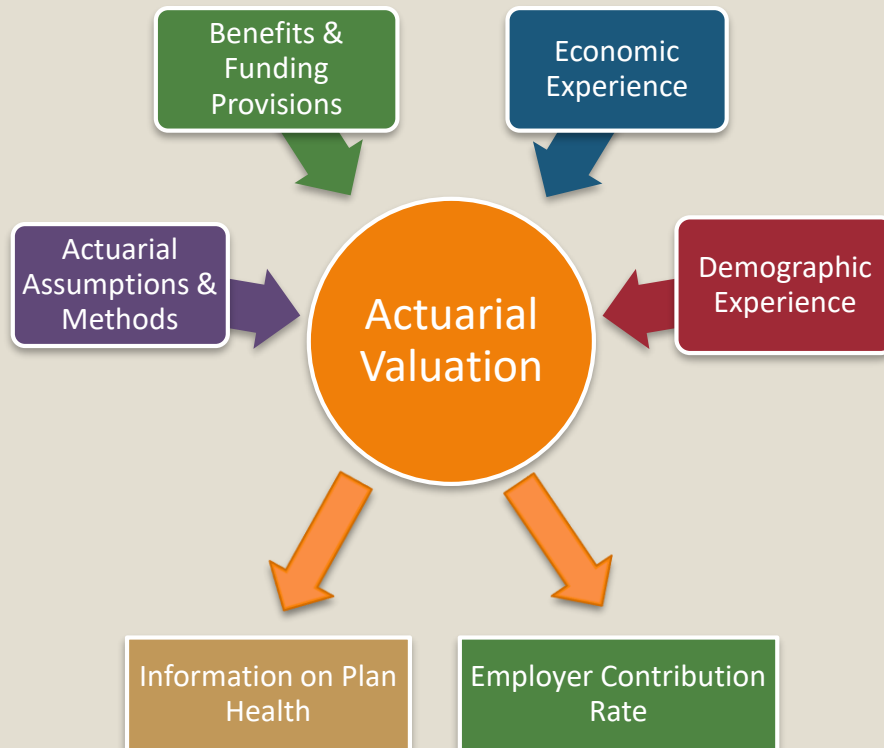 Benefits &
Funding
Provisions
Economic
Experience
Actuarial
Assumptions &
Methods
Actuarial
Valuation
Demographic
Experience
Information on Plan
Health
Employer Contribution
Rate